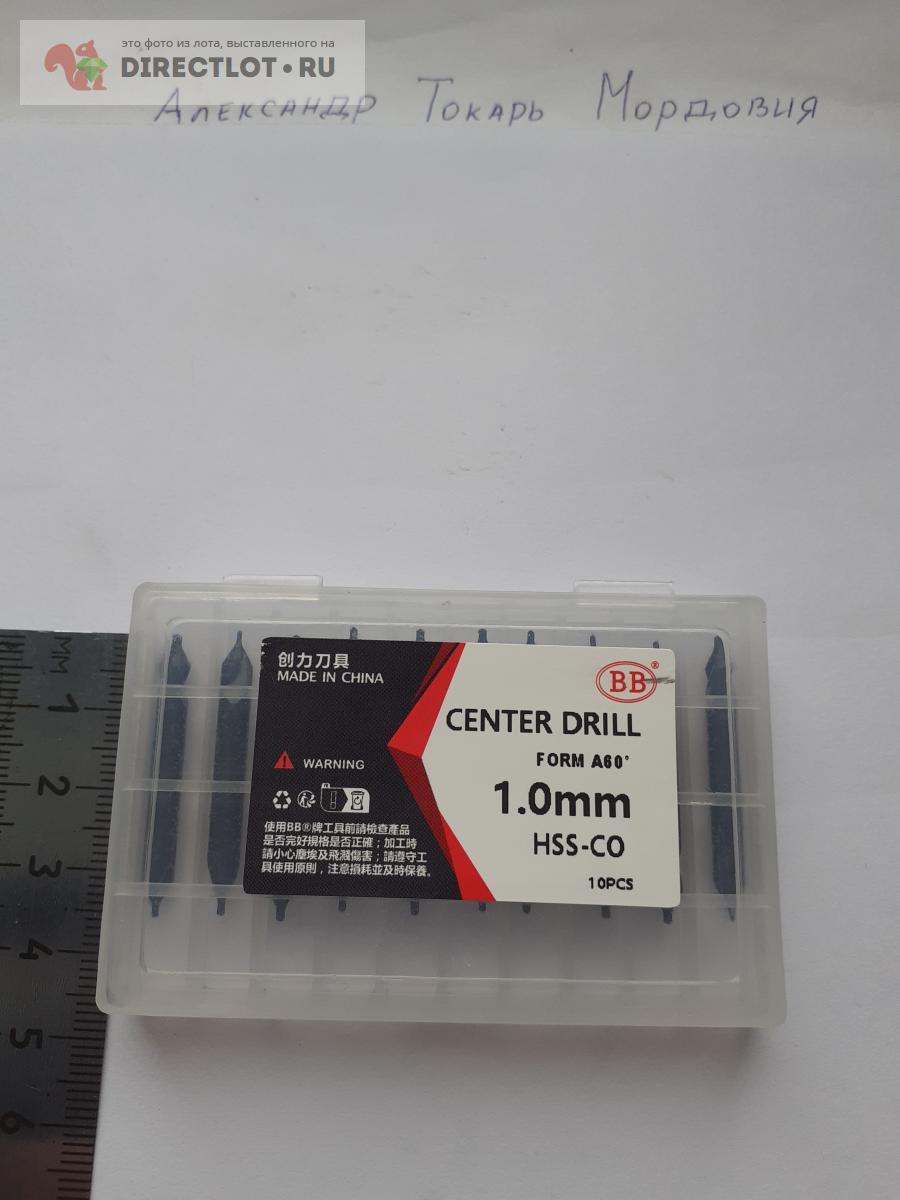 это фото из лота, выставленного на
DIRECTLOT•RU
Александр Токарь Мордовия
创力刀具
MADE IN CHINA
BB®
CENTER DRILL
FORM A60°
1.0mm
HSS-CO
10PCS
WARNING
使用BB®牌工具前請檢查產品
是否完好規格是否正確；加工時
請小心塵埃及飛濺傷害；請遵守工
具使用原則，注意損耗並及時保養。
MM
1
2
3
4
5
6